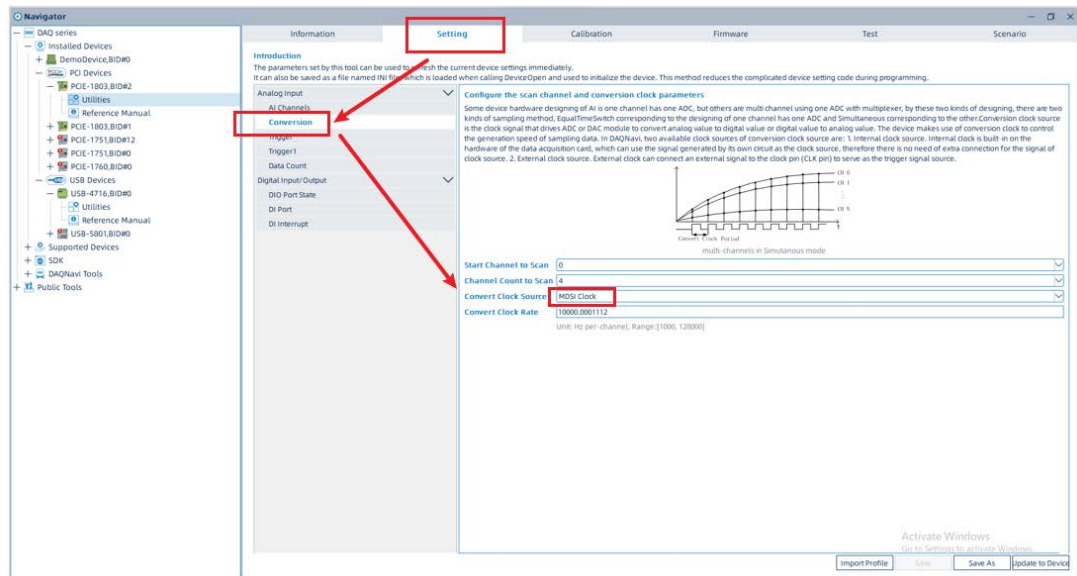 Navigator
DAQ series
Installed Devices
DemoDevice,BID#0
PCI Devices
PCIE-1803,BID#2
Utilities
Reference Manual
PCIE-1803,BID#1
PCIE-1751,BID#12
PCIE-1751,BID#0
PCIE-1760,BID#0
USB Devices
USB-4716,BID#0
Utilities
Reference Manual
USB-5801,BID#0
Supported Devices
SDK
DAQNavi Tools
Public Tools
Information
Setting
Calibration
Firmware
Test
Scenario
Introduction
The parameters set by this tool can be used to refresh the current device settings immediately.
It can also be saved as a file named INI file, which is loaded when calling DeviceOpen and used to initialize the device. This method reduces the complicated device setting code during programming.
Analog Input
AI Channels
Conversion
Trigger
Trigger1
Data Count
Digital Input/Output
DIO Port State
DI Port
DI Interrupt
Configure the scan channel and conversion clock parameters
Some device hardware designing of AI is one channel has one ADC, but others are multi channel using one ADC with multiplexer, by these two kinds of designing, there are two
kinds of sampling method, EqualTimeSwitch corresponding to the designing of one channel has one ADC and Simultaneous corresponding to the other.Conversion clock source
is the clock signal that drives ADC or DAC module to convert analog value to digital value or digital value to analog value. The device makes use of conversion clock to control
the generation speed of sampling data. In DAQNavi, two available clock sources of conversion clock source are: 1. Internal clock source. Internal clock is built-in on the
hardware of the data acquisition card, which can use the signal generated by its own circuit as the clock source, therefore there is no need of extra connection for the signal of
clock source. 2. External clock source. External clock can connect an external signal to the clock pin (CLK pin) to serve as the trigger signal source.
CH 0
CH 1
CH N
t
Convert Clock Period
multi-channels in Simutanous mode
Start Channel to Scan 0
Channel Count to Scan 4
Convert Clock Source MDSI Clock
Convert Clock Rate 10000.0001112
Unit: Hz per-channel, Range:[1000, 128000]
Activate Windows
Go to Settings to activate Windows.
Import Profile
Save
Save As
Update to Device